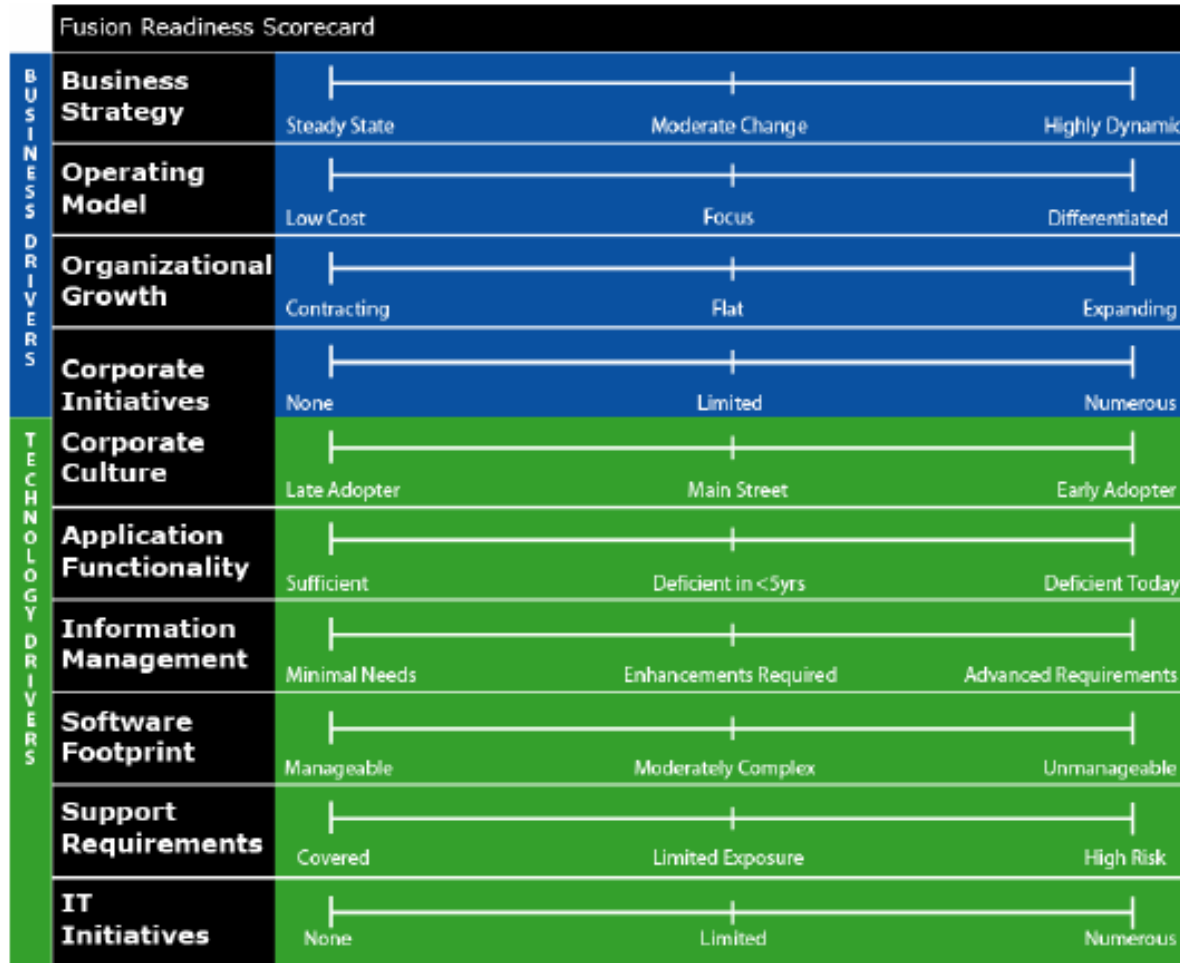 Fusion Readiness Scorecard
BUSINESS DRIVERS
Business
Strategy
Steady State Moderate Change Highly Dynamic
Operating
Model
Low Cost Focus Differentiated
Organizational
Growth
Contracting Flat Expanding
Corporate
Initiatives
None Limited Numerous
TECHNOLOGY DRIVERS
Corporate
Culture
Late Adopter Main Street Early Adopter
Application
Functionality
Sufficient Deficient in <5yrs Deficient Today
Information
Management
Minimal Needs Enhancements Required Advanced Requirements
Software
Footprint
Manageable Moderately Complex Unmanageable
Support
Requirements
Covered Limited Exposure High Risk
IT
Initiatives
None Limited Numerous